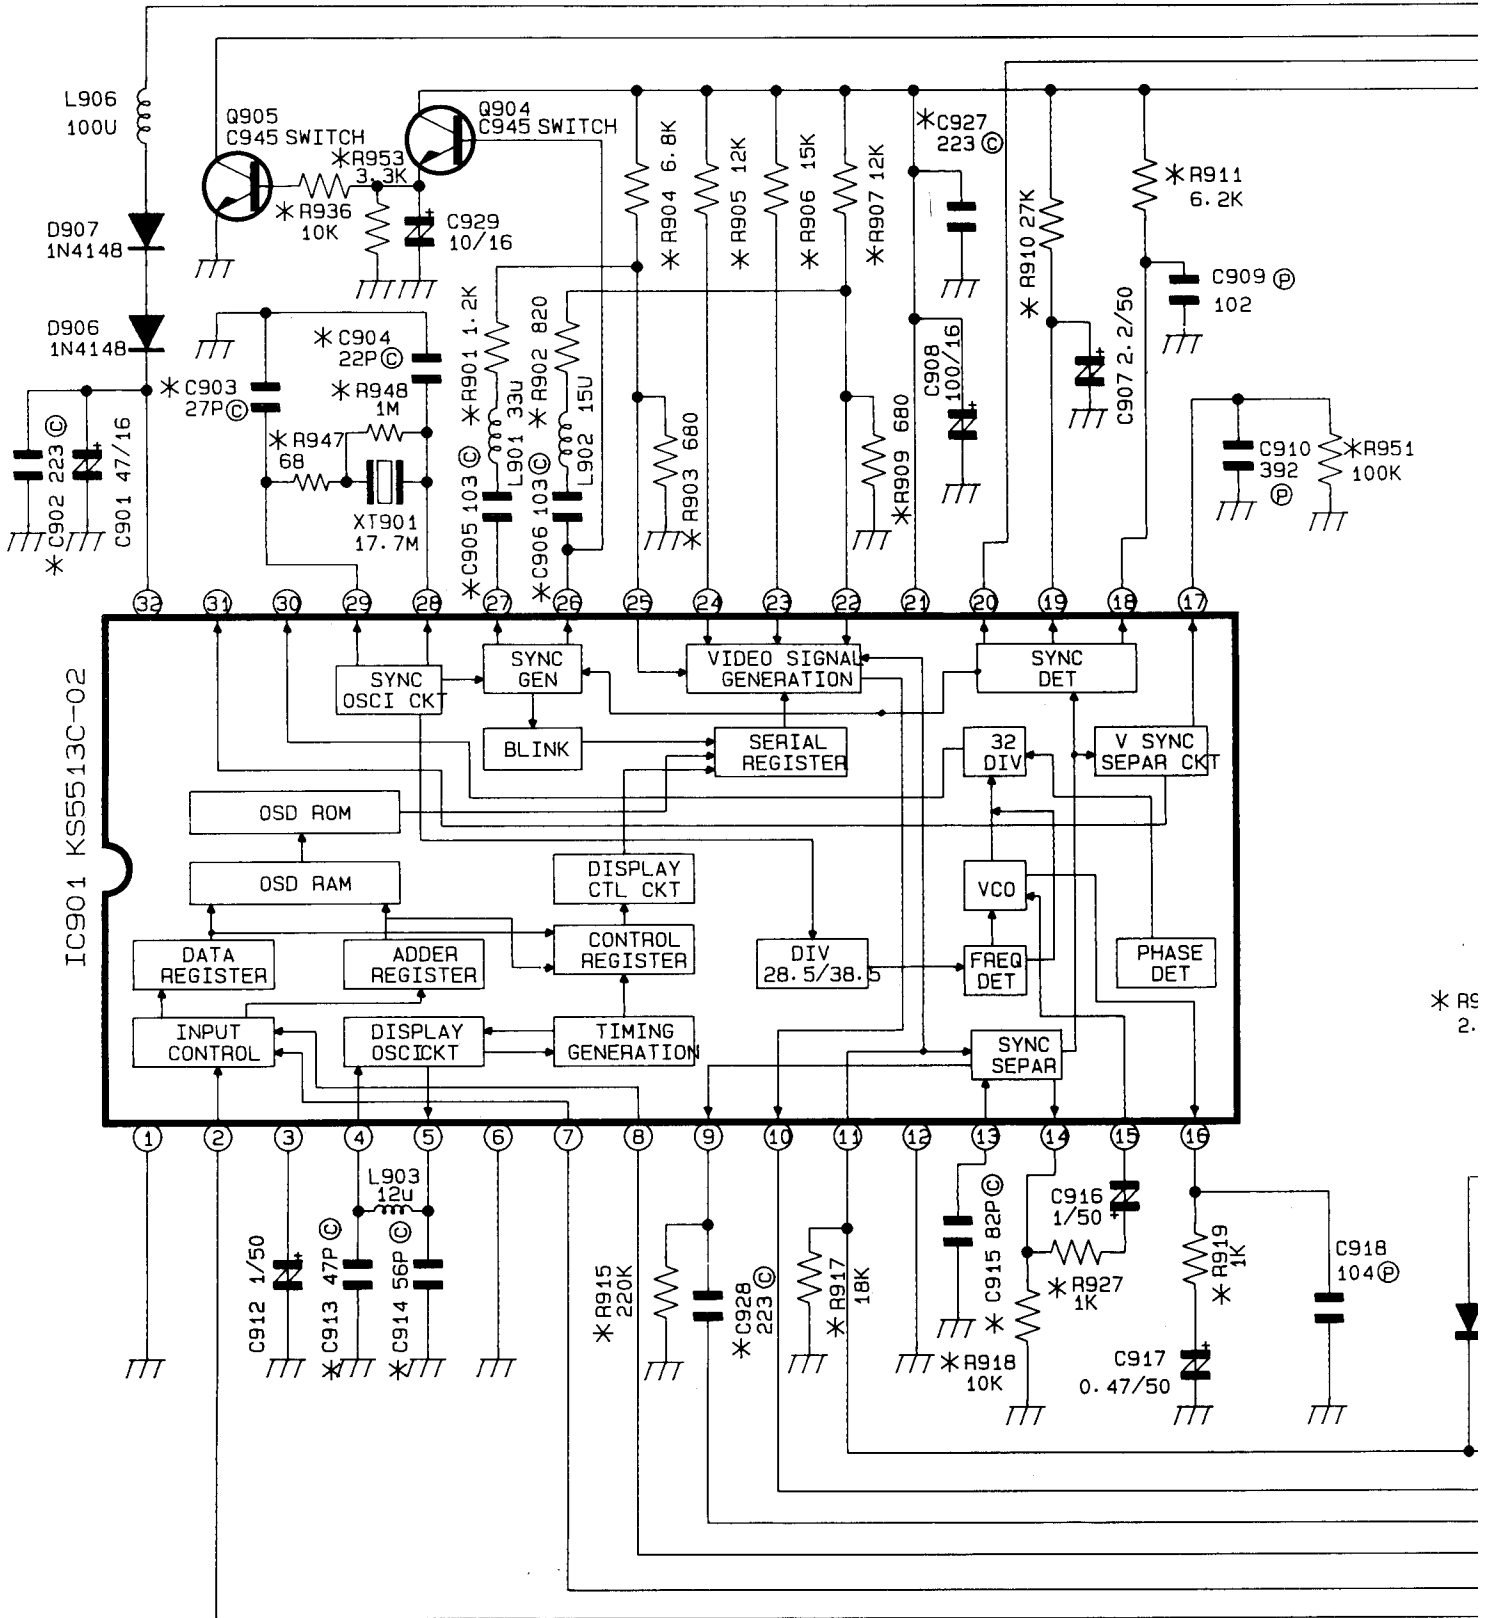 L906
100U
Q905
C945 SWITCH
Q904
C945 SWITCH
*R953
3.3K
*R936
10K
C929
10/16
D907
1N4148
D906
1N4148
*R904 6.8K
*R905 12K
*R906 15K
*R907 12K
*C927
223 Ⓒ
*R910 27K
*R911
6.2K
C909 Ⓟ
102
*C904
22P Ⓒ
*C903
27P Ⓒ
*R948
1M
*R947
68
XT901
17.7M
*C902 223 Ⓒ
C901 47/16
*R901 1.2K
L901 33u
*C905 103 Ⓒ
*R902 820
L902 15U
*C906 103 Ⓒ
*R903 680
*R909 680
C908
100/16
C907 2.2/50
C910
392
Ⓟ
*R951
100K
32 31 30 29 28 27 26 25 24 23 22 21 20 19 18 17
IC901 KS5513C-02
SYNC
OSCI CKT
SYNC
GEN
VIDEO SIGNAL
GENERATION
SYNC
DET
BLINK
SERIAL
REGISTER
32
DIV
V SYNC
SEPAR CKT
OSD ROM
OSD RAM
DISPLAY
CTL CKT
VCO
DATA
REGISTER
ADDER
REGISTER
CONTROL
REGISTER
DIV
28.5/38.5
FREQ
DET
PHASE
DET
INPUT
CONTROL
DISPLAY
OSCICKT
TIMING
GENERATION
SYNC
SEPAR
*R9
2.
1 2 3 4 5 6 7 8 9 10 11 12 13 14 15 16
L903
12u
C912 1/50
*C913 47P Ⓒ
*C914 56P Ⓒ
*R915
220K
*C928
223 Ⓒ
*R917
18K
*C915 82P Ⓒ
C916
1/50
*R927
1K
*R918
10K
*R919
1K
C917
0.47/50
C918
104 Ⓟ